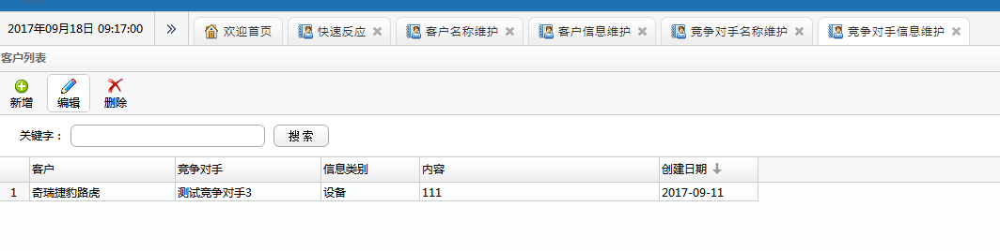 2017年09月18日 09:17:00 欢迎首页 快速反应 客户名称维护 客户信息维护 竞争对手名称维护 竞争对手信息维护
客户列表
新增 编辑 删除
关键字： 搜 索
客户 竞争对手 信息类别 内容 创建日期
1 奇瑞捷豹路虎 测试竞争对手3 设备 111 2017-09-11